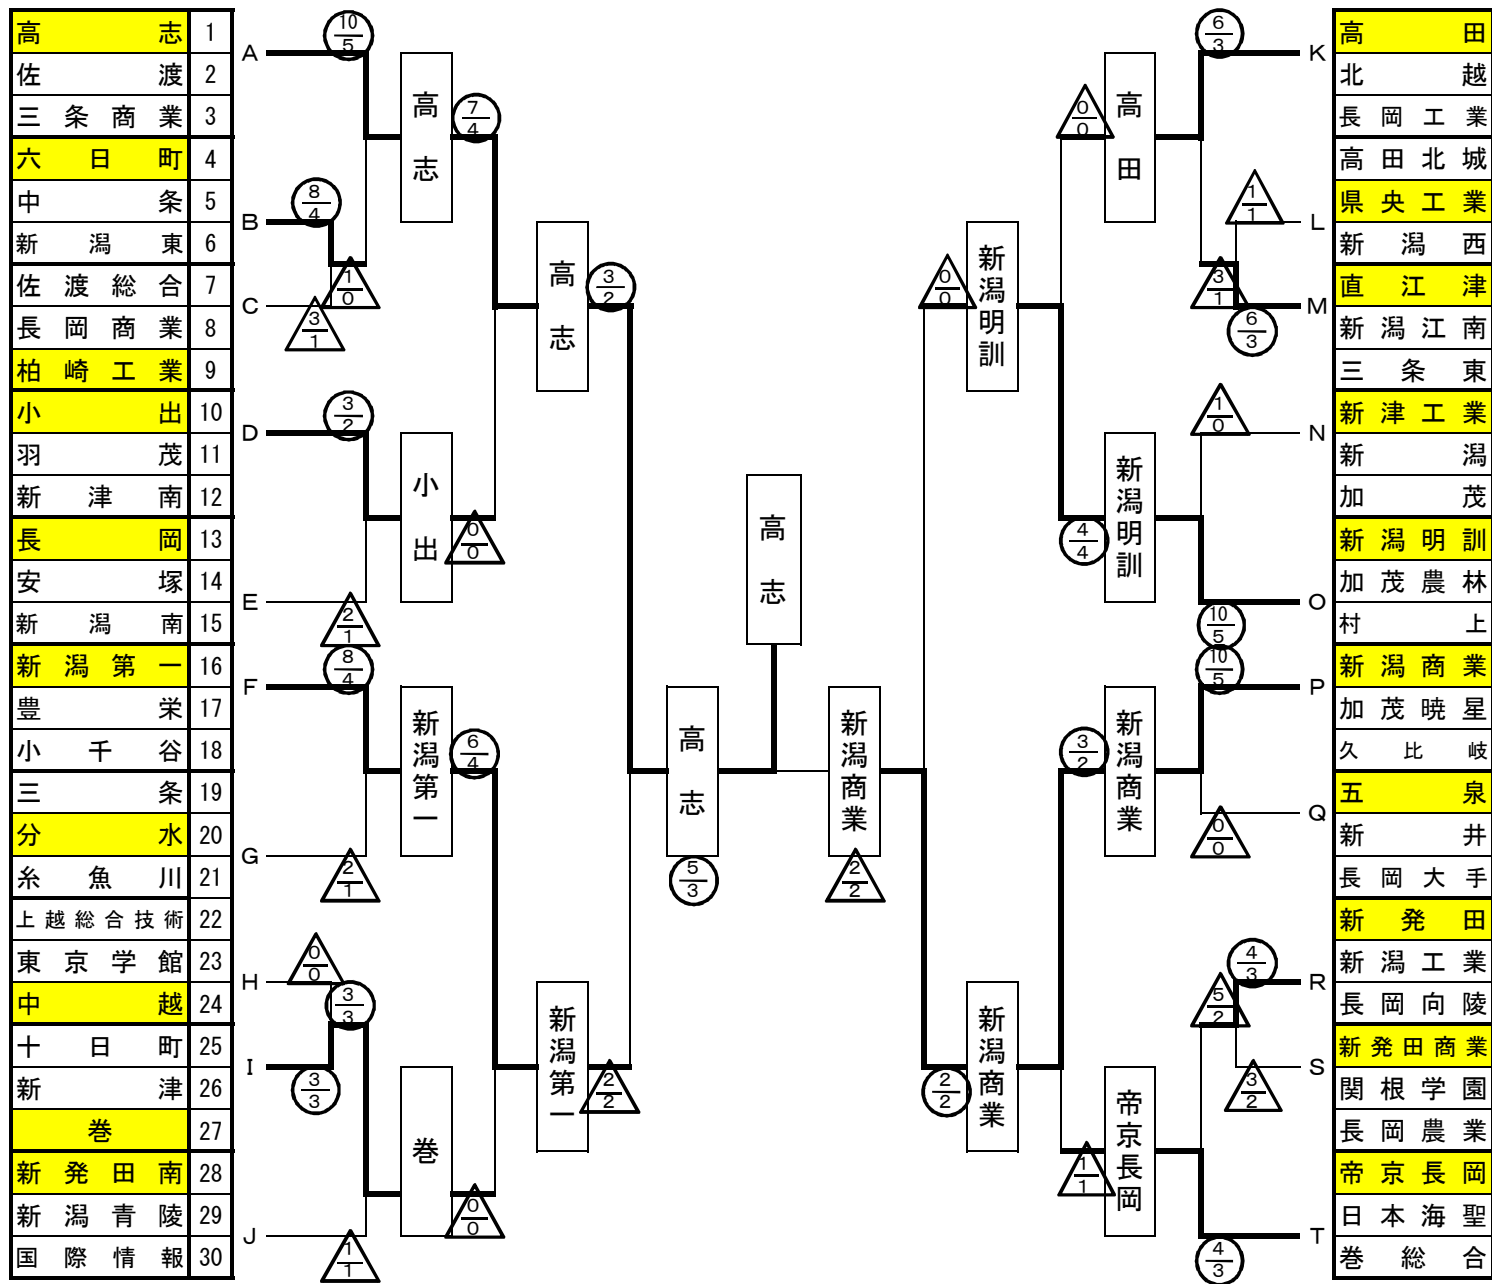 高志 1
佐渡 2
三条商業 3
六日町 4
中条 5
新潟東 6
佐渡総合 7
長岡商業 8
柏崎工業 9
小出 10
羽茂 11
新津南 12
長岡 13
安塚 14
新潟南 15
新潟第一 16
豊栄 17
小千谷 18
三条 19
分水 20
糸魚川 21
上越総合技術 22
東京学館 23
中越 24
十日町 25
新津 26
巻 27
新発田南 28
新潟青陵 29
国際情報 30
A
10
5
B
8
4
1
0
C
3
1
D
3
2
E
2
1
F
8
4
G
2
1
H
0
0
3
3
I
3
3
J
1
1
高志
7
4
小出
0
0
新潟第一
6
4
巻
0
0
高志
3
2
新潟第一
2
2
高志
5
3
高志
新潟商業
2
2
新潟明訓
0
0
新潟商業
2
2
高田
0
0
新潟明訓
4
4
新潟商業
3
2
帝京長岡
1
1
K
6
3
L
1
1
3
1
M
6
3
N
1
0
O
10
5
P
10
5
Q
0
0
R
4
3
5
2
S
3
2
T
4
3
高田
北越
長岡工業
高田北城
県央工業
新潟西
直江津
新潟江南
三条東
新津工業
新潟
加茂
新潟明訓
加茂農林
村上
新潟商業
加茂暁星
久比岐
五泉
新井
長岡大手
新発田
新潟工業
長岡向陵
新発田商業
関根学園
長岡農業
帝京長岡
日本海聖
巻総合